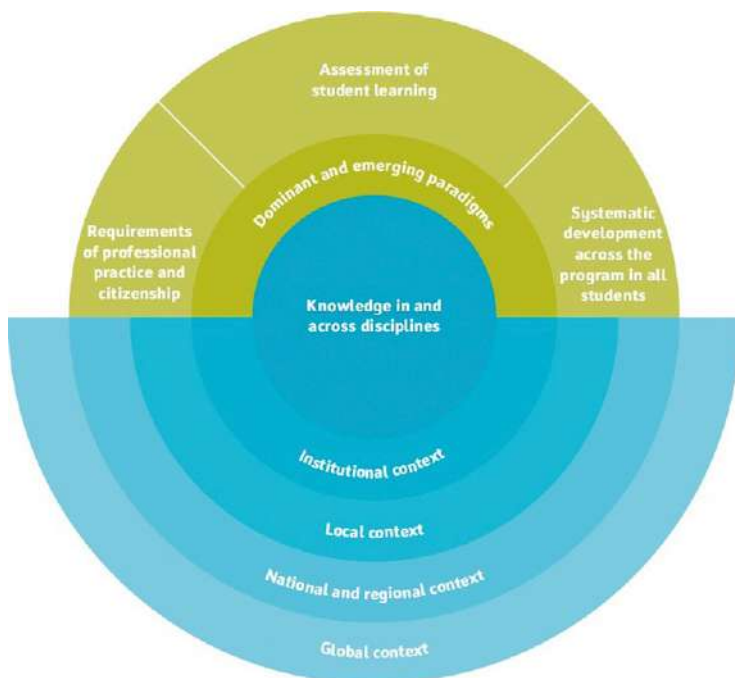 Assessment of
student learning
Dominant and emerging paradigms
Requirements
of professional
practice and
citizenship
Systematic
development
across the
program in all
students
Knowledge in and
across disciplines
Institutional context
Local context
National and regional context
Global context